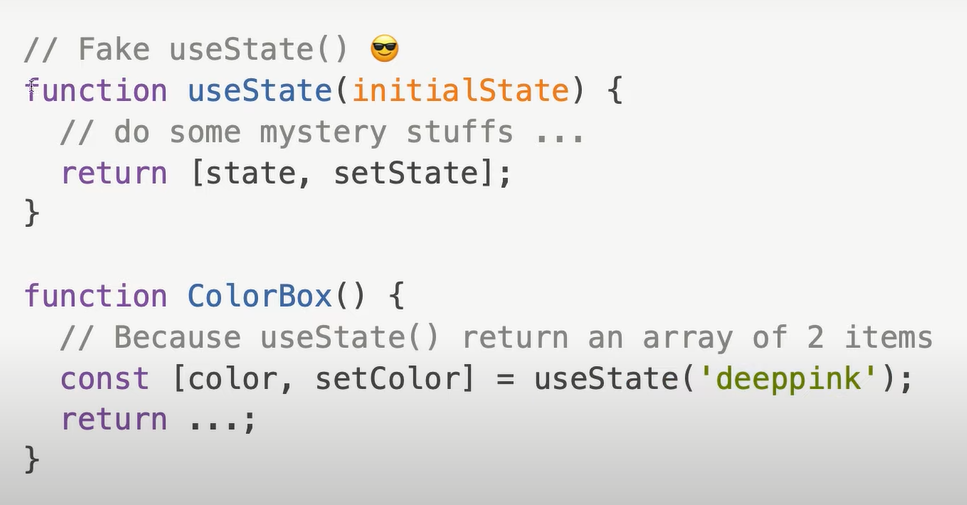 // Fake useState() 😎
function useState(initialState) {
  // do some mystery stuffs ...
  return [state, setState];
}
function ColorBox() {
  // Because useState() return an array of 2 items
  const [color, setColor] = useState('deeppink');
  return ...;
}